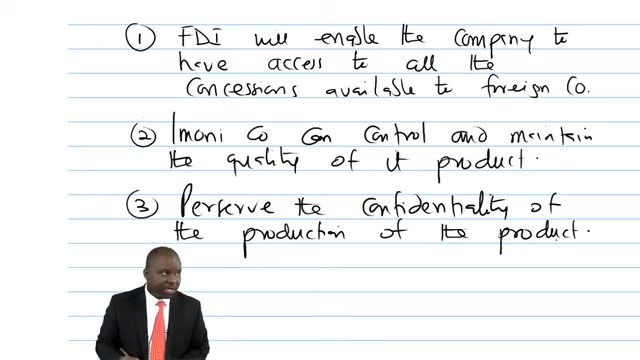 ① FDI will enable the Company to
have access to all the
Concessions available to foreign Co.
② Imani Co Can Control and maintain
the quality of it product.
③ Perserve the Confidentiality of
the production of the product.